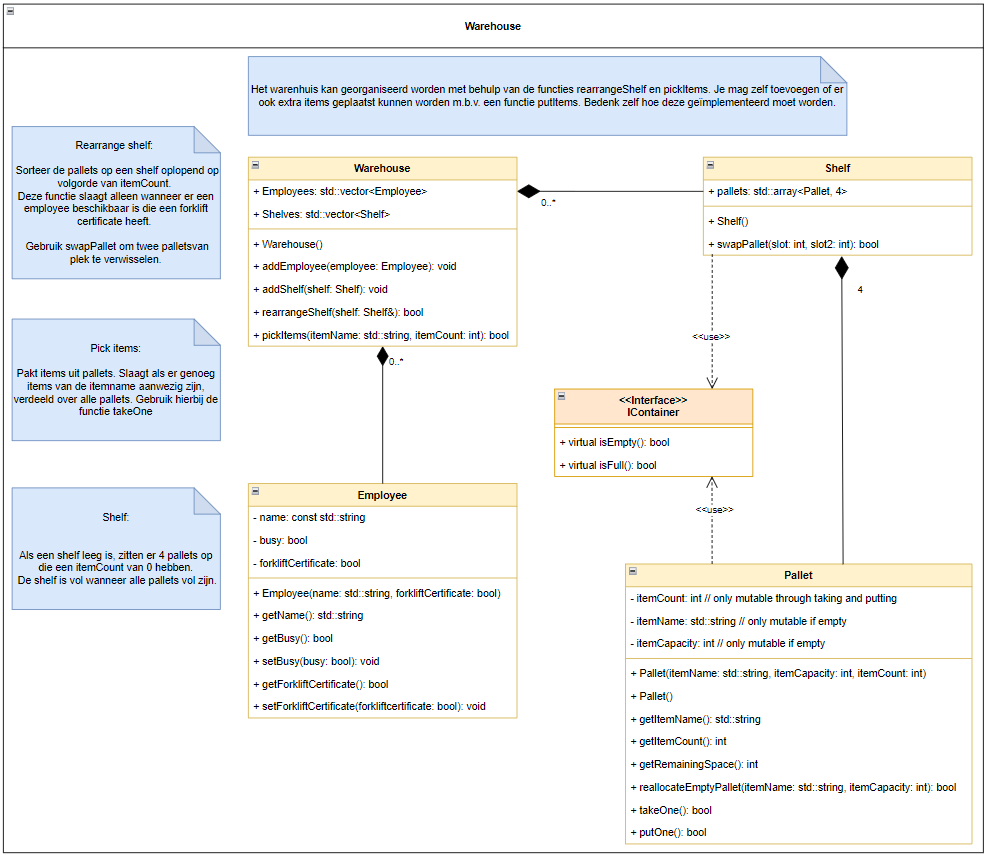 Warehouse
Het warenhuis kan georganiseerd worden met behulp van de functies rearrangeShelf en pickItems. Je mag zelf toevoegen of er
ook extra items geplaatst kunnen worden m.b.v. een functie putItems. Bedenk zelf hoe deze geïmplementeerd moet worden.
Rearrange shelf:
Sorteer de pallets op een shelf oplopend op
volgorde van itemCount.
Deze functie slaagt alleen wanneer er een
employee beschikbaar is die een forklift
certificate heeft.
Gebruik swapPallet om twee palletsvan
plek te verwisselen.
Pick items:
Pakt items uit pallets. Slaagt als er genoeg
items van de itemname aanwezig zijn,
verdeeld over alle pallets. Gebruik hierbij de
functie takeOne
Shelf:
Als een shelf leeg is, zitten er 4 pallets op
die een itemCount van 0 hebben.
De shelf is vol wanneer alle pallets vol zijn.
Warehouse
+ Employees: std::vector<Employee>
+ Shelves: std::vector<Shelf>
+ Warehouse()
+ addEmployee(employee: Employee): void
+ addShelf(shelf: Shelf): void
+ rearrangeShelf(shelf: Shelf&): bool
+ pickItems(itemName: std::string, itemCount: int): bool
0..*
0..*
Shelf
+ pallets: std::array<Pallet, 4>
+ Shelf()
+ swapPallet(slot: int, slot2: int): bool
4
<<use>>
<<Interface>>
IContainer
+ virtual isEmpty(): bool
+ virtual isFull(): bool
<<use>>
Employee
- name: const std::string
- busy: bool
- forkliftCertificate: bool
+ Employee(name: std::string, forkliftCertificate: bool)
+ getName(): std::string
+ getBusy(): bool
+ setBusy(busy: bool): void
+ getForkliftCertificate(): bool
+ setForkliftCertificate(forkliftcertificate: bool): void
Pallet
- itemCount: int // only mutable through taking and putting
- itemName: std::string // only mutable if empty
- itemCapacity: int // only mutable if empty
+ Pallet(itemName: std::string, itemCapacity: int, itemCount: int)
+ Pallet()
+ getItemName(): std::string
+ getItemCount(): int
+ getRemainingSpace(): int
+ reallocateEmptyPallet(itemName: std::string, itemCapacity: int): bool
+ takeOne(): bool
+ putOne(): bool